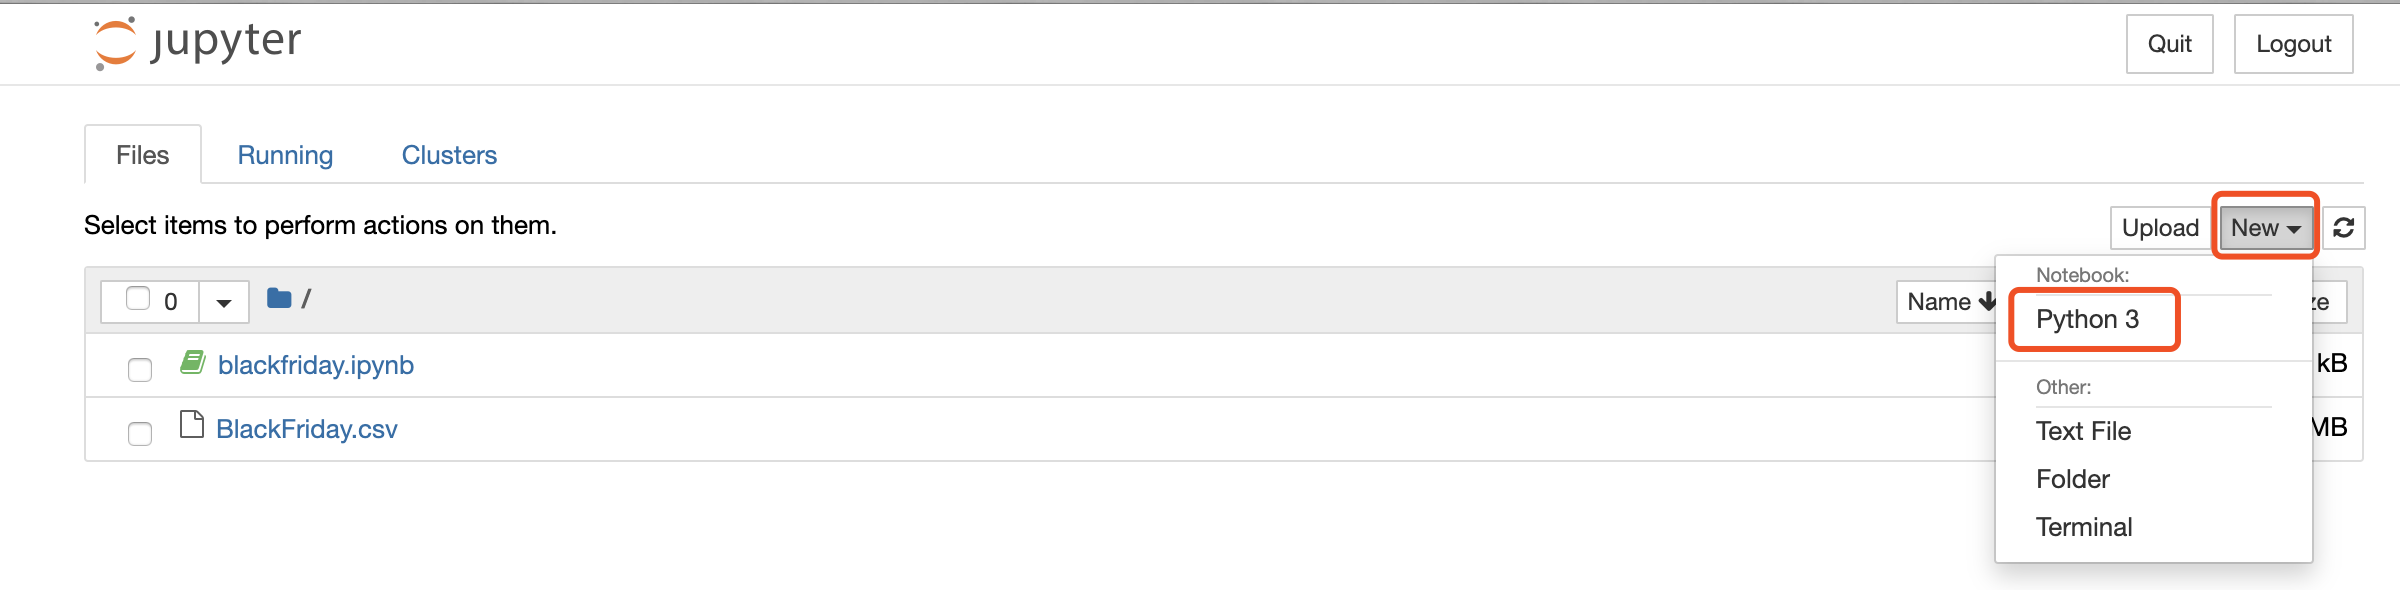 jupyter
Quit Logout
Files Running Clusters
Select items to perform actions on them.
Upload New
Notebook:
0 / Name
Python 3
blackfriday.ipynb kB
Other:
BlackFriday.csv MB
Text File
Folder
Terminal